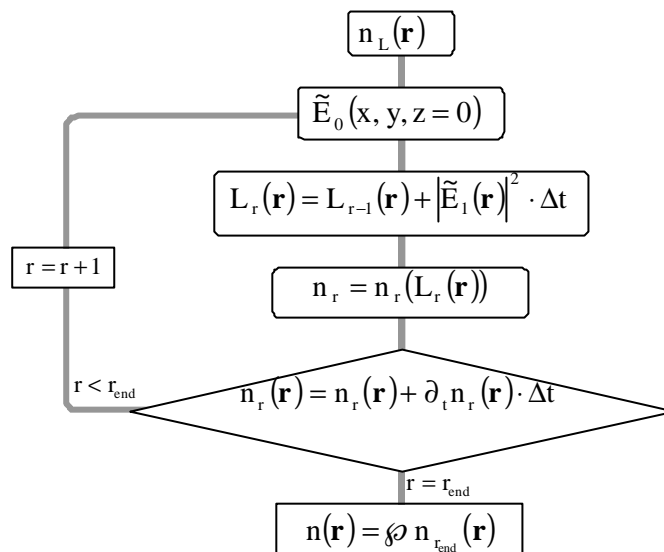 n_L(𝐫)
Ẽ_0(x, y, z = 0)
L_r(𝐫) = L_{r−1}(𝐫) + |Ẽ_1(𝐫)|^2 · Δt
r = r + 1
n_r = n_r(L_r(𝐫))
r < r_end
n_r(𝐫) = n_r(𝐫) + ∂_t n_r(𝐫) · Δt
r = r_end
n(𝐫) = ℘ n_{r_end}(𝐫)